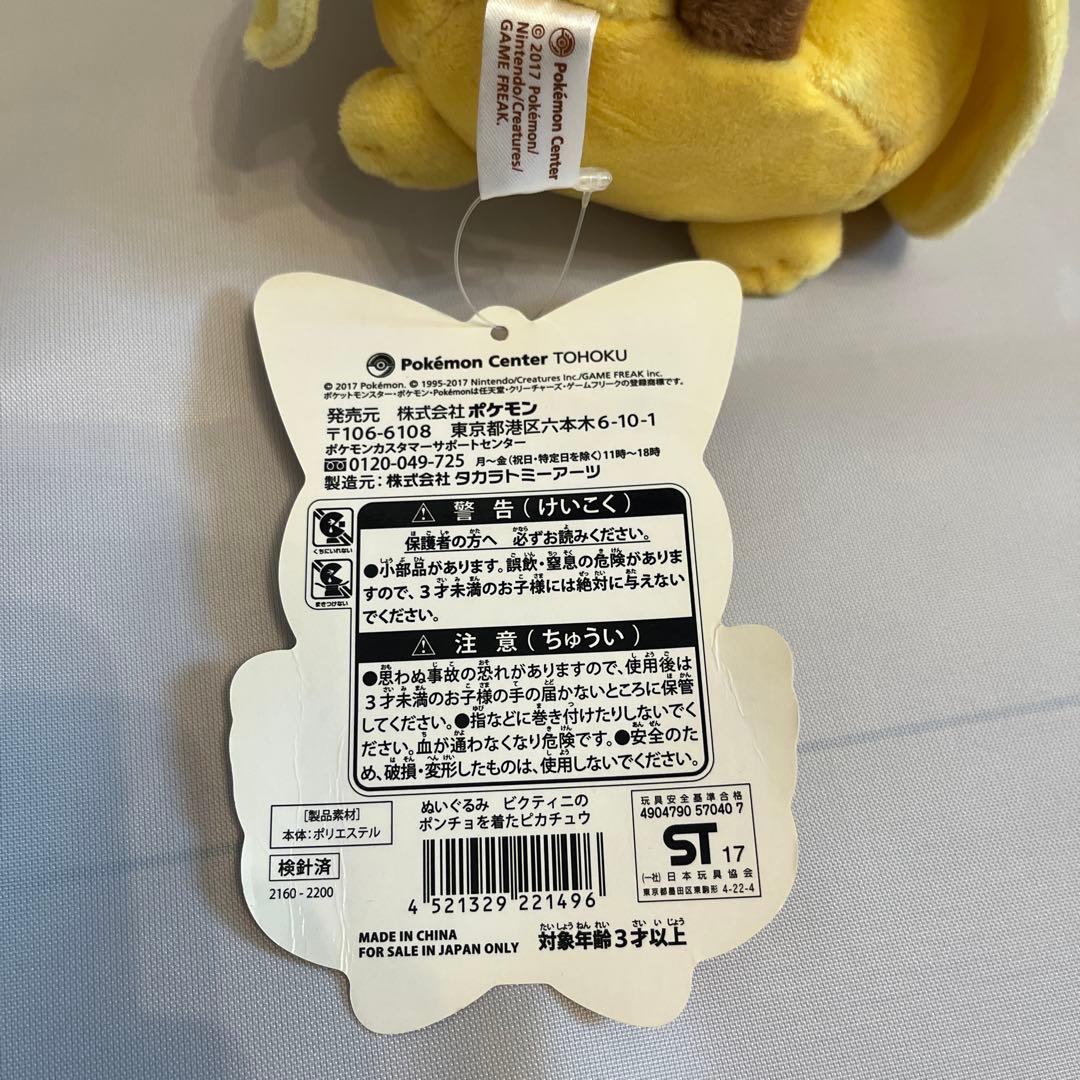 Pokémon Center
© 2017 Pokémon/
Nintendo/Creatures/
GAME FREAK.
Pokémon Center TOHOKU
© 2017 Pokémon. © 1995-2017 Nintendo/Creatures Inc./GAME FREAK inc.
ポケットモンスター・ポケモン・Pokémonは任天堂・クリーチャーズ・ゲームフリークの登録商標です。
発売元 株式会社ポケモン
〒106-6108 東京都港区六本木6-10-1
ポケモンカスタマーサポートセンター
0120-049-725 月〜金(祝日・特定日を除く)11時〜18時
製造元:株式会社 タカラトミーアーツ
くちにいれない
まきつけない
警告(けいこく)
保護者の方へ 必ずお読みください。
●小部品があります。誤飲・窒息の危険がありま
すので、3才未満のお子様には絶対に与えない
でください。
注意(ちゅうい)
●思わぬ事故の恐れがありますので、使用後は
3才未満のお子様の手の届かないところに保管
してください。●指などに巻き付けたりしないでく
ださい。血が通わなくなり危険です。●安全のた
め、破損・変形したものは、使用しないでください。
[製品素材]
本体:ポリエステル
検針済
2160-2200
ぬいぐるみ ビクティニの
ポンチョを着たピカチュウ
4 521329 221496
玩具安全基準合格
4904790 57040 7
ST 17
(一社)日本玩具協会
東京都墨田区東駒形 4-22-4
MADE IN CHINA
FOR SALE IN JAPAN ONLY
対象年齢3才以上